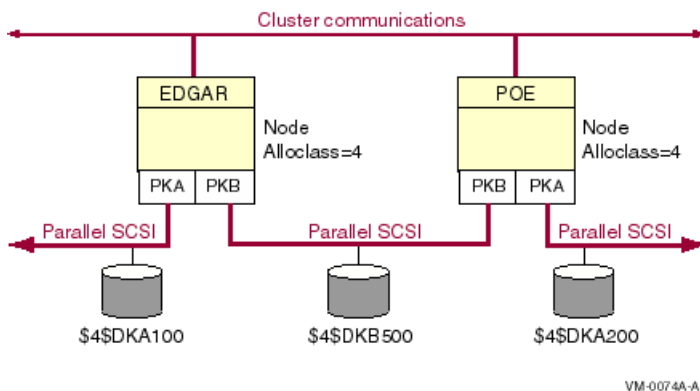 Cluster communications
EDGAR
POE
Node
Alloclass=4
Node
Alloclass=4
PKA
PKB
PKB
PKA
Parallel SCSI
Parallel SCSI
Parallel SCSI
$4$DKA100
$4$DKB500
$4$DKA200
VM-0074A-AI